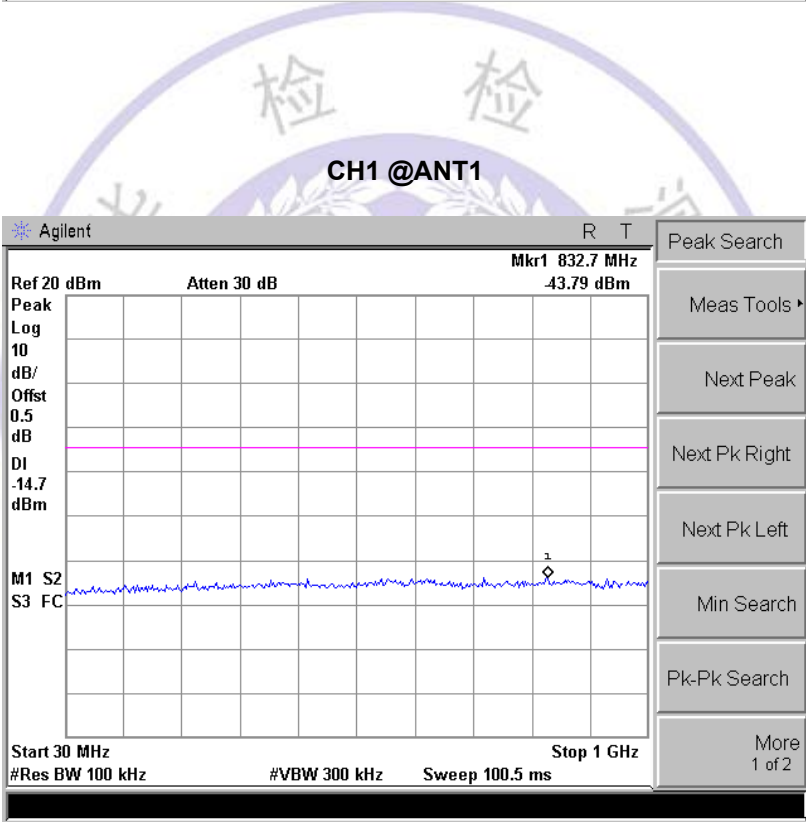 检 检
CH1 @ANT1
Agilent
R T
Peak Search
Mkr1 832.7 MHz
Ref 20 dBm
Atten 30 dB
-43.79 dBm
Peak
Log
10
dB/
Offst
0.5
dB
DI
-14.7
dBm
M1 S2
S3 FC
1
Start 30 MHz
Stop 1 GHz
#Res BW 100 kHz
#VBW 300 kHz
Sweep 100.5 ms
Meas Tools
Next Peak
Next Pk Right
Next Pk Left
Min Search
Pk-Pk Search
More
1 of 2